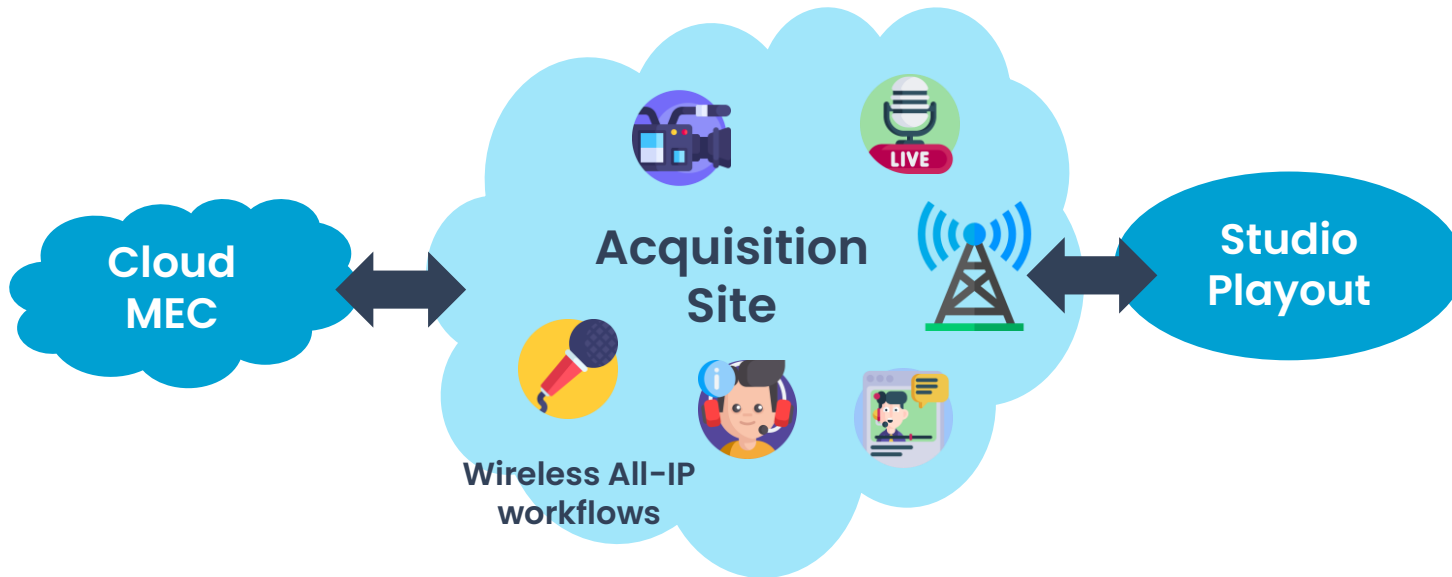 LIVE
Cloud
MEC
Acquisition
Site
Studio
Playout
i
Wireless All-IP
workflows